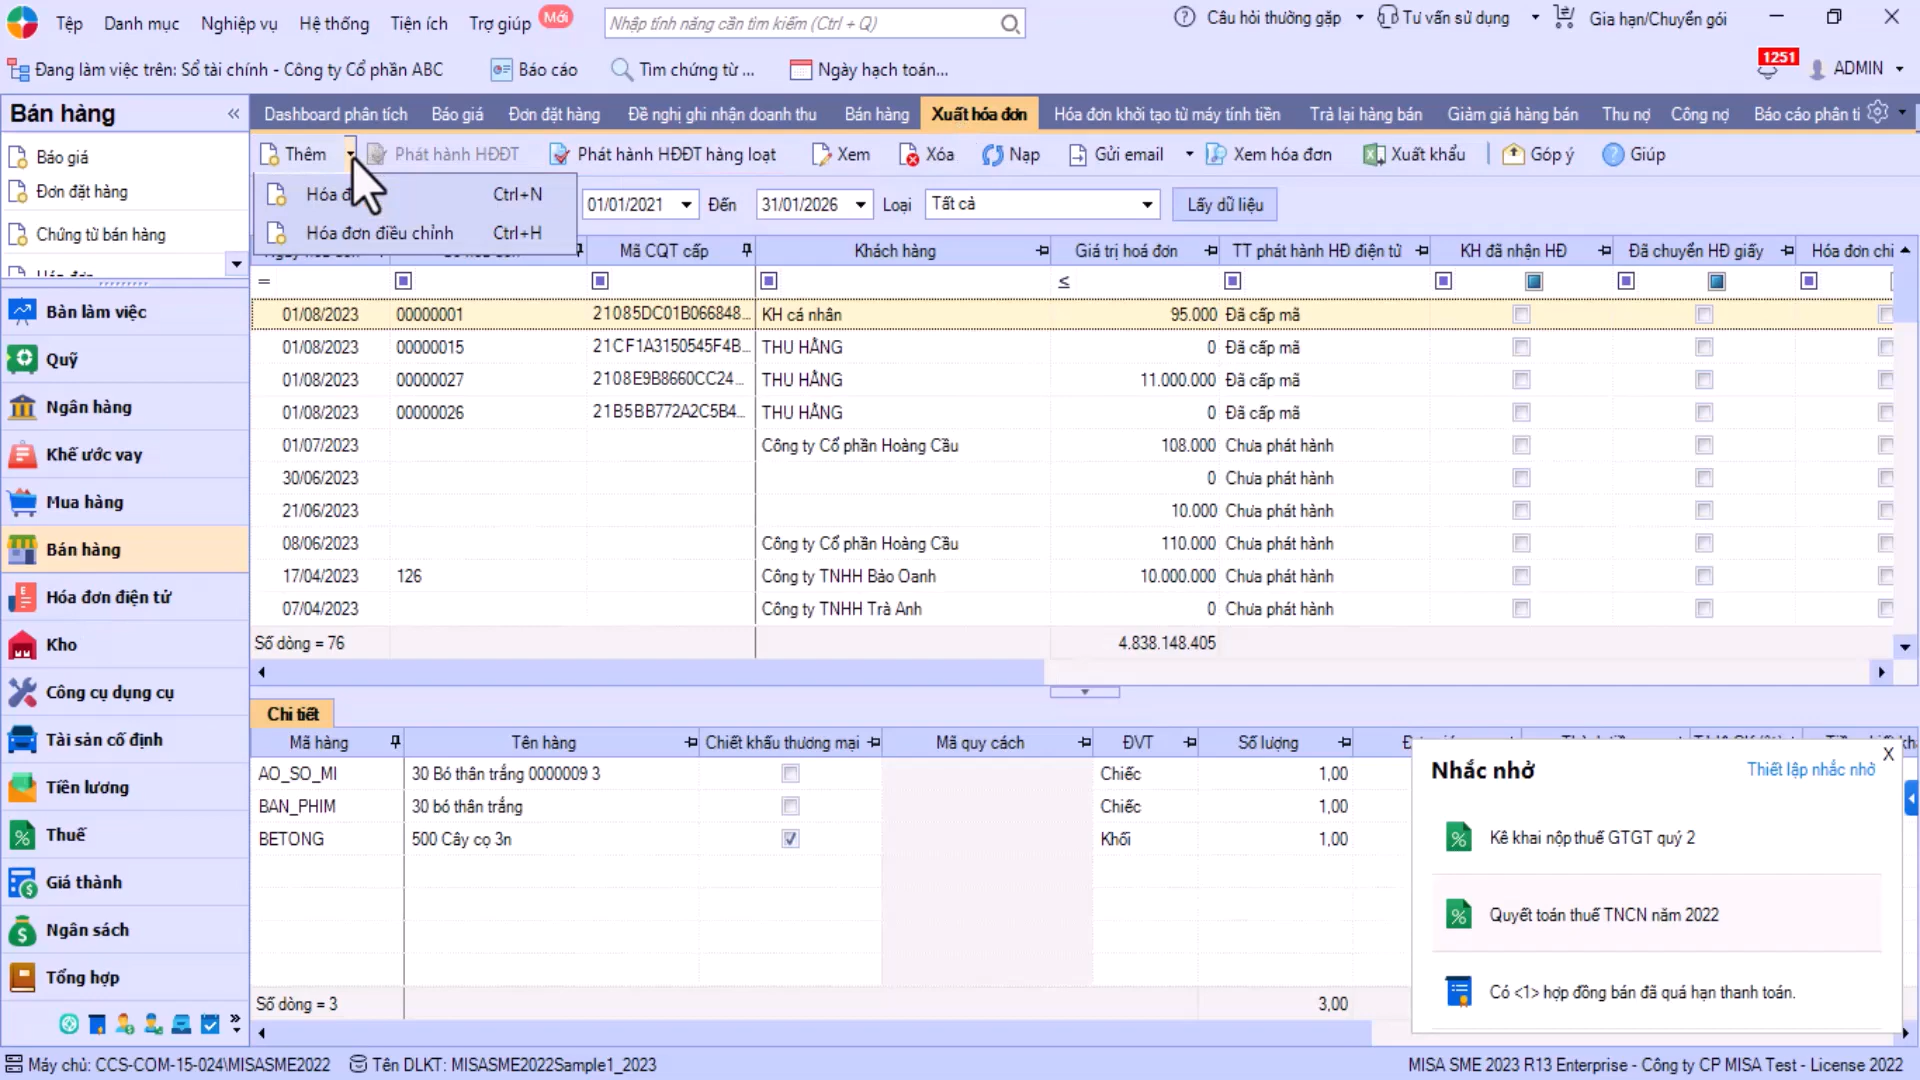 Tệp Danh mục Nghiệp vụ Hệ thống Tiện ích Trợ giúp Mới Nhập tính năng cần tìm kiếm (Ctrl + Q) Câu hỏi thường gặp Tư vấn sử dụng Gia hạn/Chuyển gói
Đang làm việc trên: Sổ tài chính - Công ty Cổ phần ABC Báo cáo Tìm chứng từ ... Ngày hạch toán... 1251 ADMIN
Bán hàng
Dashboard phân tích Báo giá Đơn đặt hàng Đề nghị ghi nhận doanh thu Bán hàng Xuất hóa đơn Hóa đơn khởi tạo từ máy tính tiền Trả lại hàng bán Giảm giá hàng bán Thu nợ Công nợ Báo cáo phân tí
Thêm Phát hành HĐĐT Phát hành HĐĐT hàng loạt Xem Xóa Nạp Gửi email Xem hóa đơn Xuất khẩu Góp ý Giúp
Báo giá
Đơn đặt hàng
Chứng từ bán hàng
Ctrl+N
Hóa đơn điều chỉnh Ctrl+H
01/01/2021 Đến 31/01/2026 Loại Tất cả Lấy dữ liệu
Mã CQT cấp Khách hàng Giá trị hoá đơn TT phát hành HĐ điện tử KH đã nhận HĐ Đã chuyển HĐ giấy Hóa đơn chi
= ≤
01/08/2023 00000001 21085DC01B066848... KH cá nhân 95.000 Đã cấp mã
01/08/2023 00000015 21CF1A3150545F4B... THU HẰNG 0 Đã cấp mã
01/08/2023 00000027 2108E9B8660CC24... THU HẰNG 11.000.000 Đã cấp mã
01/08/2023 00000026 21B5BB772A2C5B4... THU HẰNG 0 Đã cấp mã
01/07/2023 Công ty Cổ phần Hoàng Cầu 108.000 Chưa phát hành
30/06/2023 0 Chưa phát hành
21/06/2023 10.000 Chưa phát hành
08/06/2023 Công ty Cổ phần Hoàng Cầu 110.000 Chưa phát hành
17/04/2023 126 Công ty TNHH Bảo Oanh 10.000.000 Chưa phát hành
07/04/2023 Công ty TNHH Trà Anh 0 Chưa phát hành
Số dòng = 76 4.838.148.405
Bàn làm việc
Quỹ
Ngân hàng
Khế ước vay
Mua hàng
Bán hàng
Hóa đơn điện tử
Kho
Công cụ dụng cụ
Tài sản cố định
Tiền lương
Thuế
Giá thành
Ngân sách
Tổng hợp
Chi tiết
Mã hàng Tên hàng Chiết khấu thương mại Mã quy cách ĐVT Số lượng
AO_SO_MI 30 Bó thân trắng 0000009 3 Chiếc 1,00
BAN_PHIM 30 bó thân trắng Chiếc 1,00
BETONG 500 Cây cọ 3n Khối 1,00
Số dòng = 3 3,00
Nhắc nhở Thiết lập nhắc nhở X
Kê khai nộp thuế GTGT quý 2
Quyết toán thuế TNCN năm 2022
Có <1> hợp đồng bán đã quá hạn thanh toán.
Máy chủ: CCS-COM-15-024\MISASME2022 Tên DLKT: MISASME2022Sample1_2023 MISA SME 2023 R13 Enterprise - Công ty CP MISA Test - License 2022